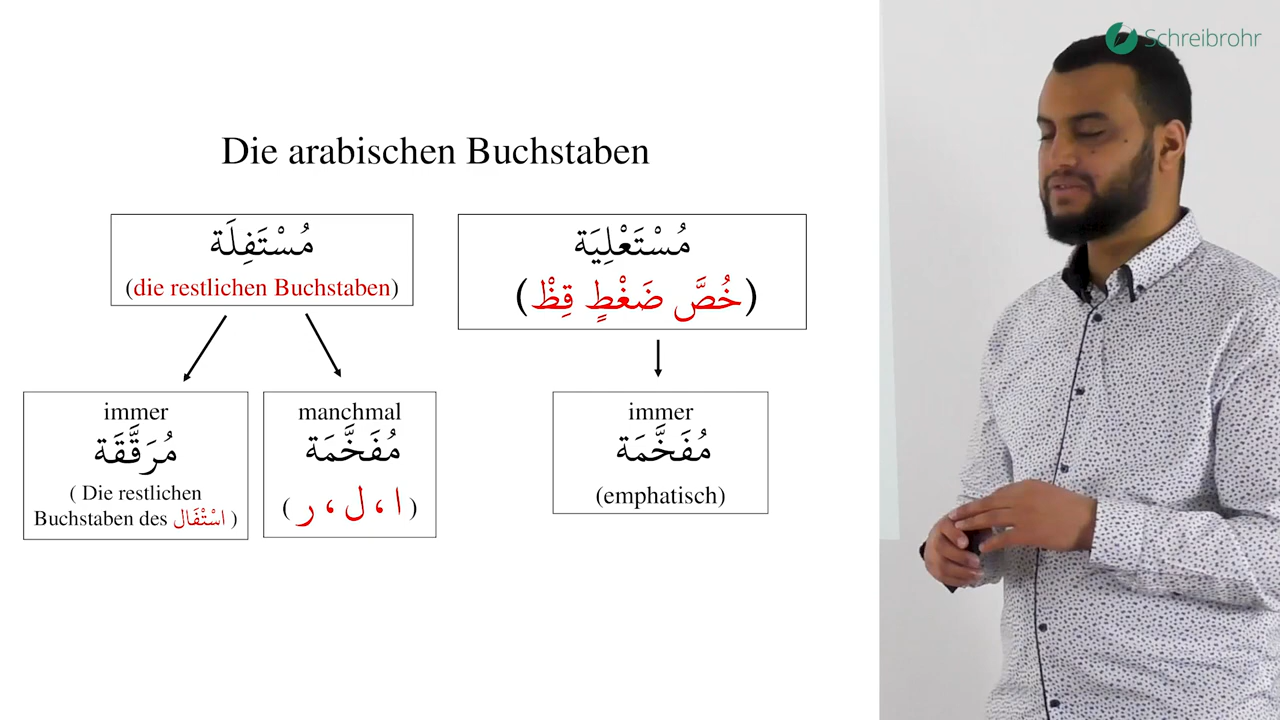 Schreibrohr
Die arabischen Buchstaben
مُسْتَفِلَة
(die restlichen Buchstaben)
مُسْتَعْلِيَة
(خُصَّ ضَغْطٍ قِظْ)
immer
مُرَقَّقَة
( Die restlichen
Buchstaben des اسْتْفَال )
manchmal
مُفَخَّمَة
(ا، ل، ر)
immer
مُفَخَّمَة
(emphatisch)